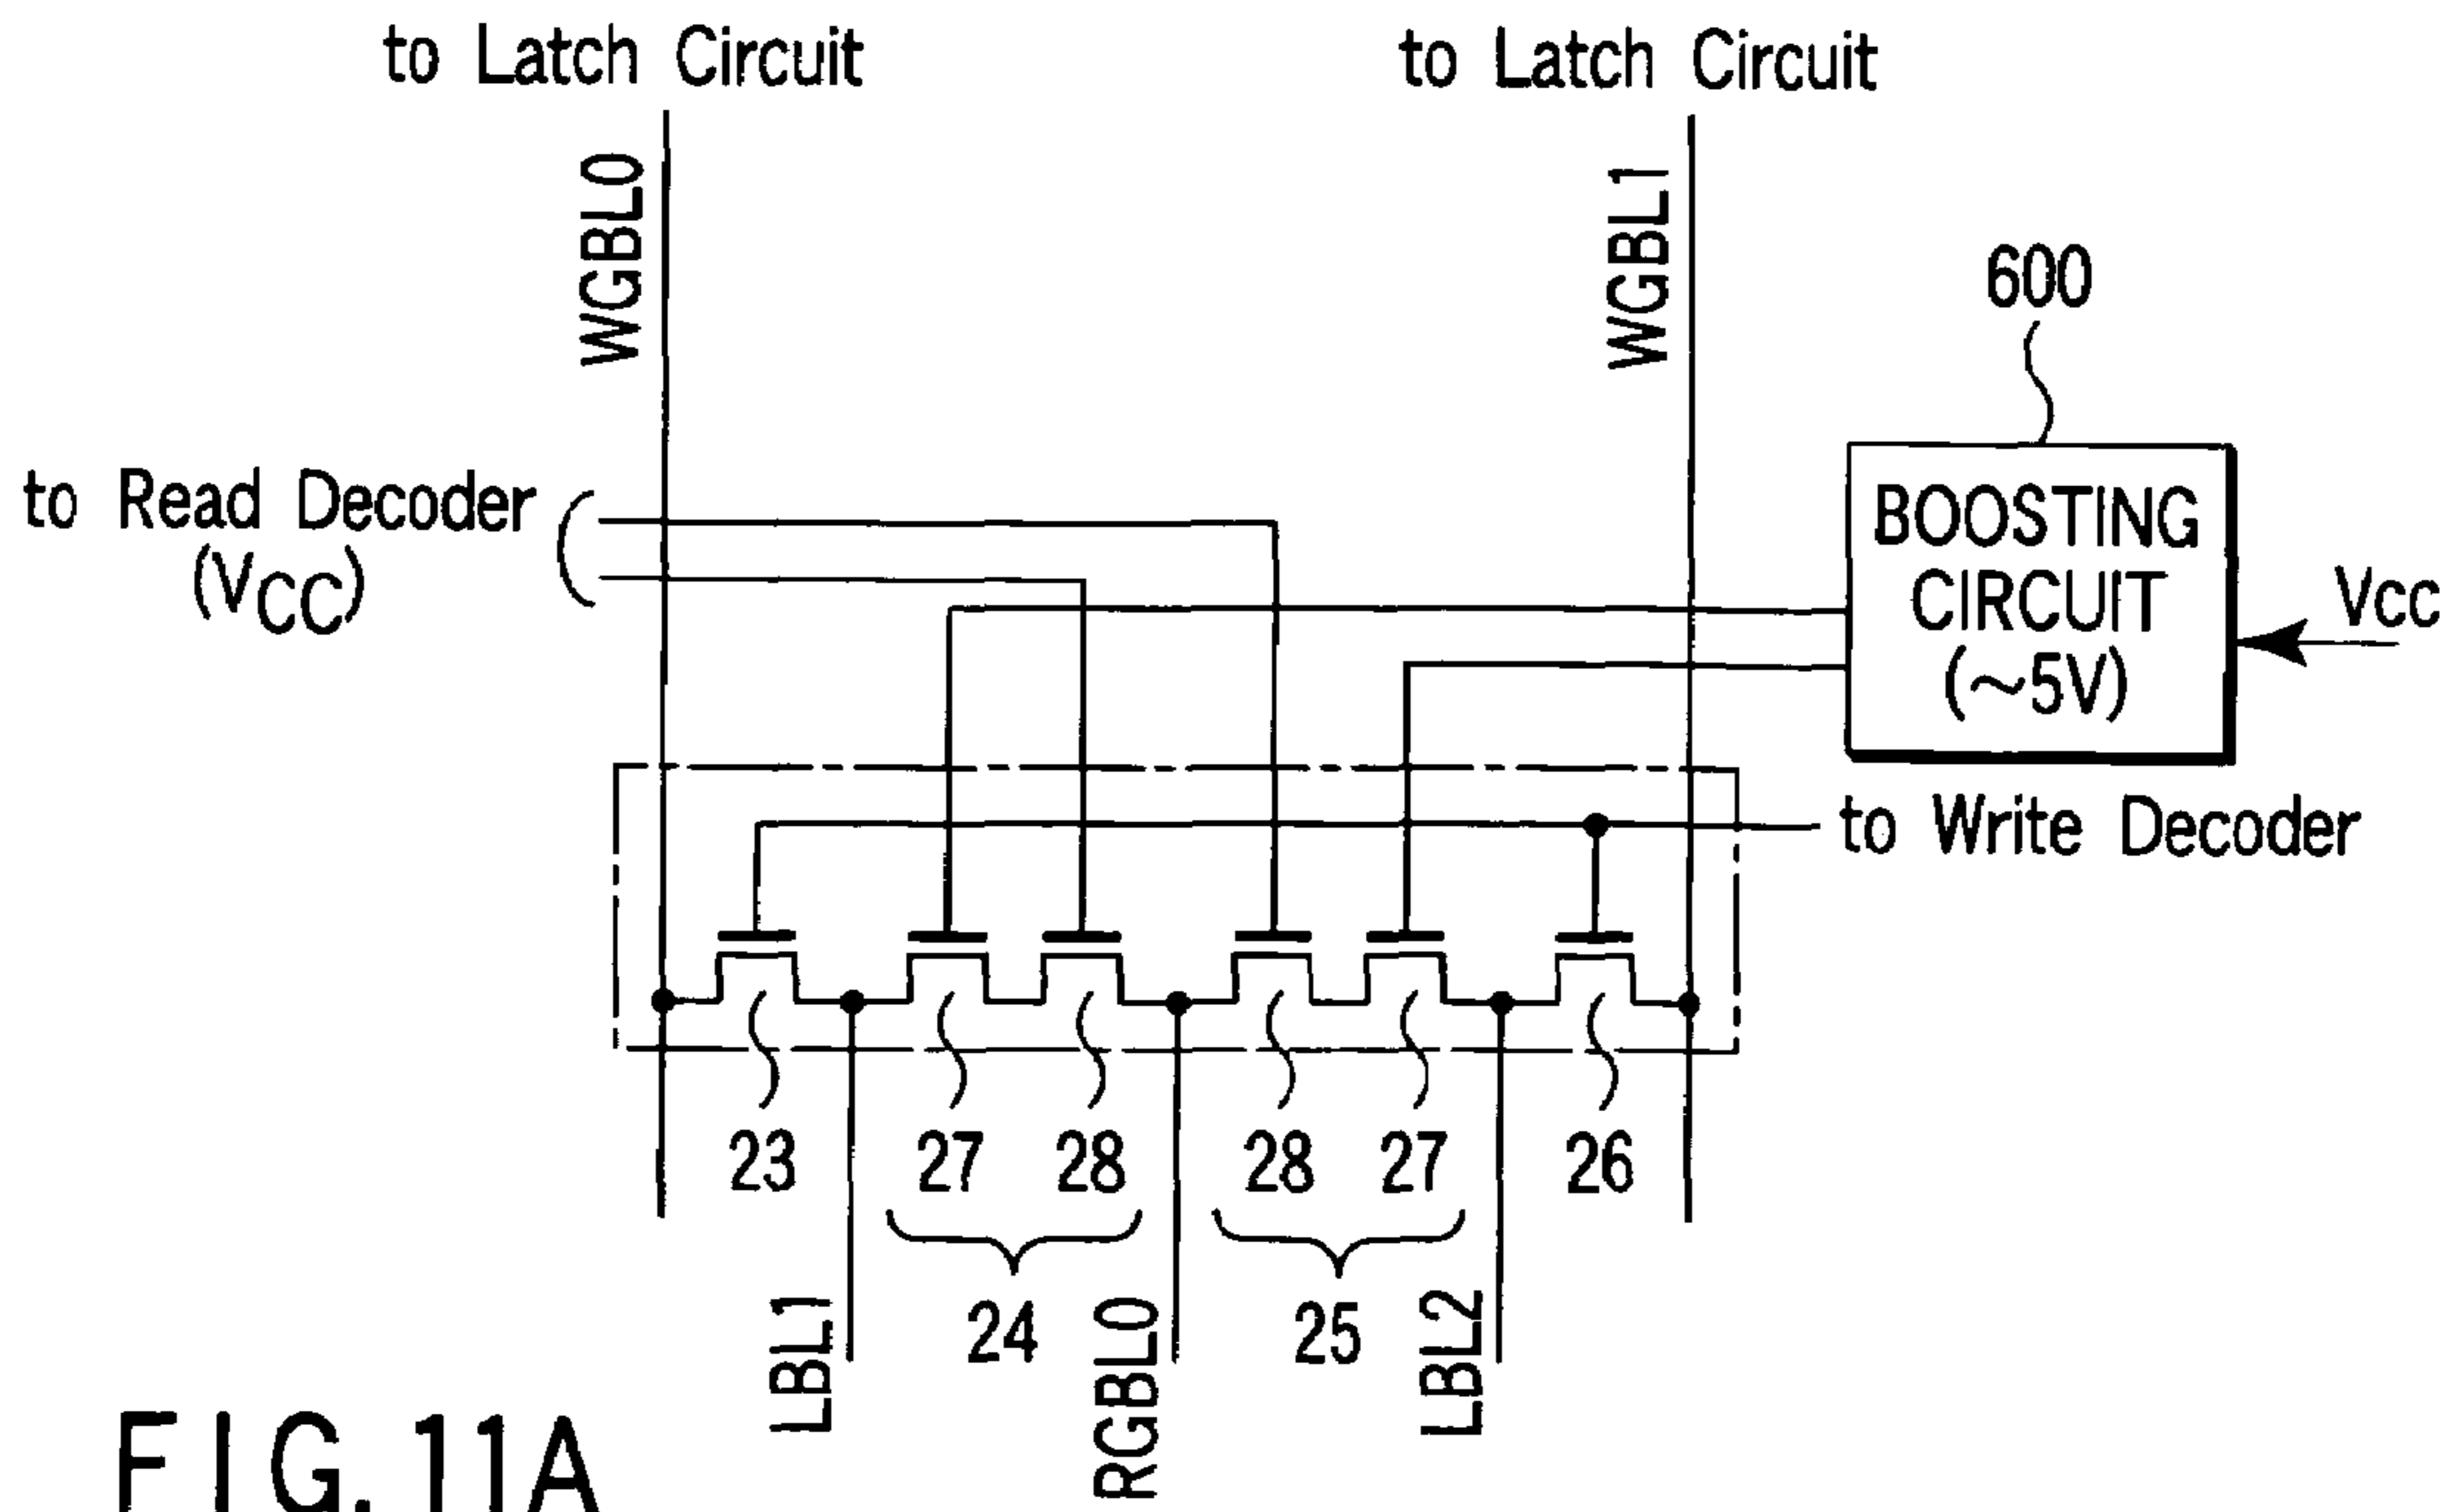 to Latch Circuit
to Latch Circuit
WGBL0
WGBL1
600
to Read Decoder
(VCC)
BOOSTING
CIRCUIT
(~5V)
Vcc
to Write Decoder
23
27
28
28
27
26
24
25
LBL1
RGBL0
LBL2
FIG. 11A